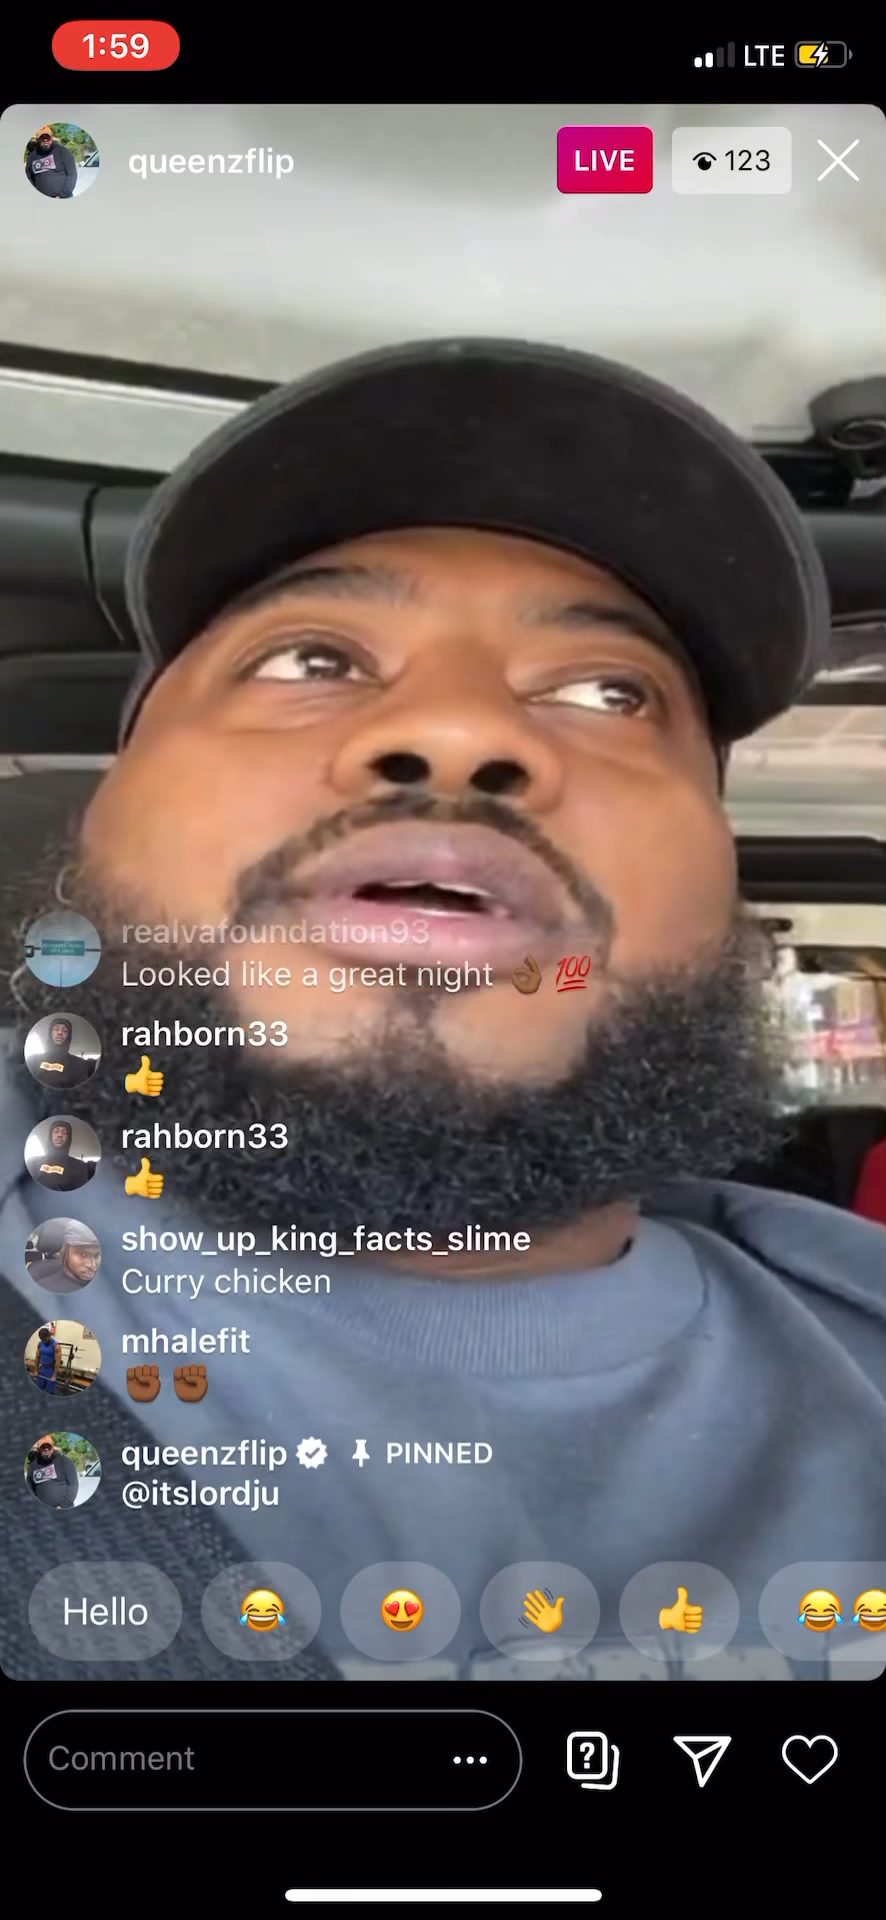 1:59
LTE
queenzflip
LIVE
123
realvafoundation93
Looked like a great night 👌🏾 💯
rahborn33
👍
rahborn33
👍
show_up_king_facts_slime
Curry chicken
mhalefit
✊🏾 ✊🏾
queenzflip PINNED
@itslordju
Hello 😂 😍 👋 👍 😂😂
Comment